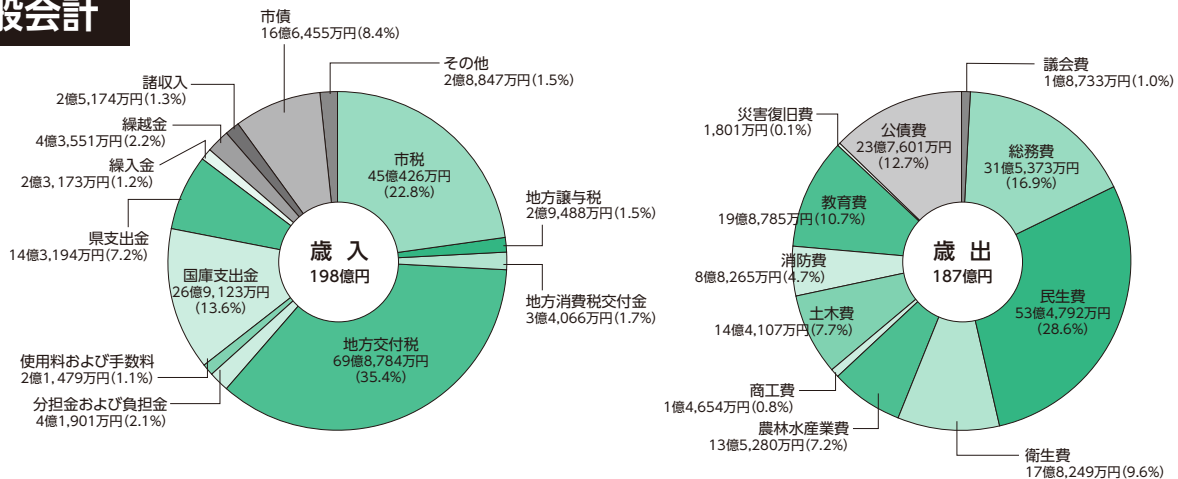 般会計
市債
16億6,455万円(8.4%)
その他
2億8,847万円(1.5%)
諸収入
2億5,174万円(1.3%)
繰越金
4億3,551万円(2.2%)
繰入金
2億3,173万円(1.2%)
県支出金
14億3,194万円(7.2%)
国庫支出金
26億9,123万円
(13.6%)
使用料および手数料
2億1,479万円(1.1%)
分担金および負担金
4億1,901万円(2.1%)
市税
45億426万円
(22.8%)
地方譲与税
2億9,488万円(1.5%)
地方消費税交付金
3億4,066万円(1.7%)
地方交付税
69億8,784万円
(35.4%)
歳 入
198億円
議会費
1億8,733万円(1.0%)
災害復旧費
1,801万円(0.1%)
公債費
23億7,601万円
(12.7%)
総務費
31億5,373万円
(16.9%)
教育費
19億8,785万円(10.7%)
消防費
8億8,265万円(4.7%)
土木費
14億4,107万円(7.7%)
商工費
1億4,654万円(0.8%)
農林水産業費
13億5,280万円(7.2%)
衛生費
17億8,249万円(9.6%)
民生費
53億4,792万円
(28.6%)
歳 出
187億円